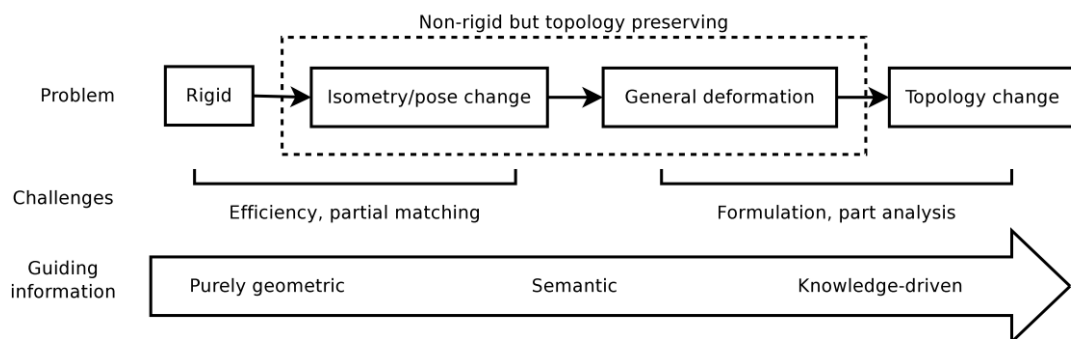 Non-rigid but topology preserving
Problem
Rigid
Isometry/pose change
General deformation
Topology change
Challenges
Efficiency, partial matching
Formulation, part analysis
Guiding
information
Purely geometric
Semantic
Knowledge-driven